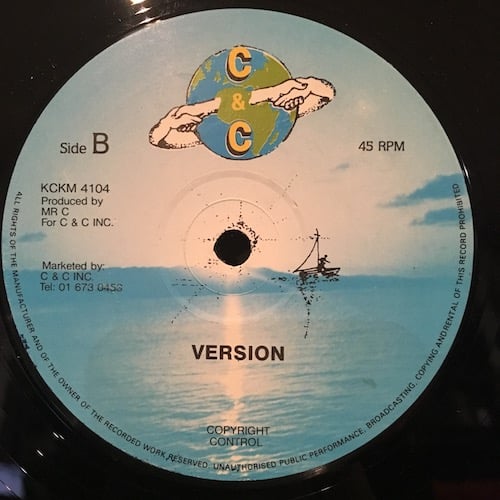 C
&
C
Side B
45 RPM
KCKM 4104
Produced by
MR C
For C & C INC.
Marketed by:
C & C INC.
Tel: 01 673 0453
VERSION
COPYRIGHT
CONTROL
ALL RIGHTS OF THE MANUFACTURER AND OF THE OWNER OF THE RECORDED WORK RESERVED. UNAUTHORISED PUBLIC PERFORMANCE, BROADCASTING, COPYING AND RENTAL OF THIS RECORD PROHIBITED